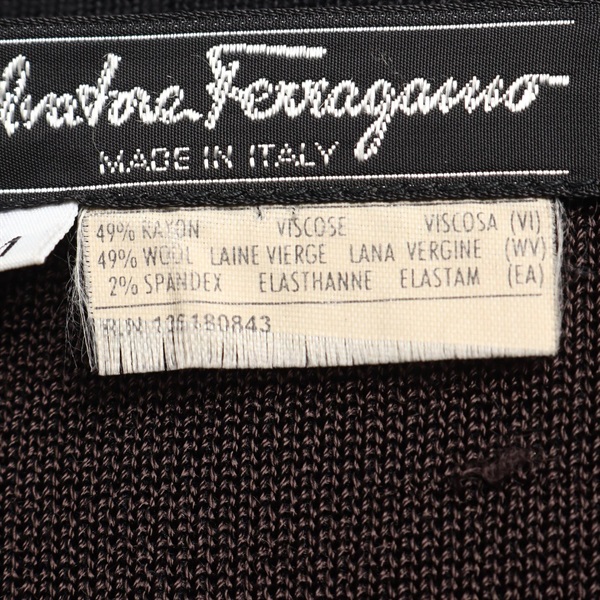 Salvatore Ferragamo
MADE IN ITALY
49% RAYON VISCOSE VISCOSA (VI)
49% WOOL LAINE VIERGE LANA VERGINE (WV)
2% SPANDEX ELASTHANNE ELASTAM (EA)